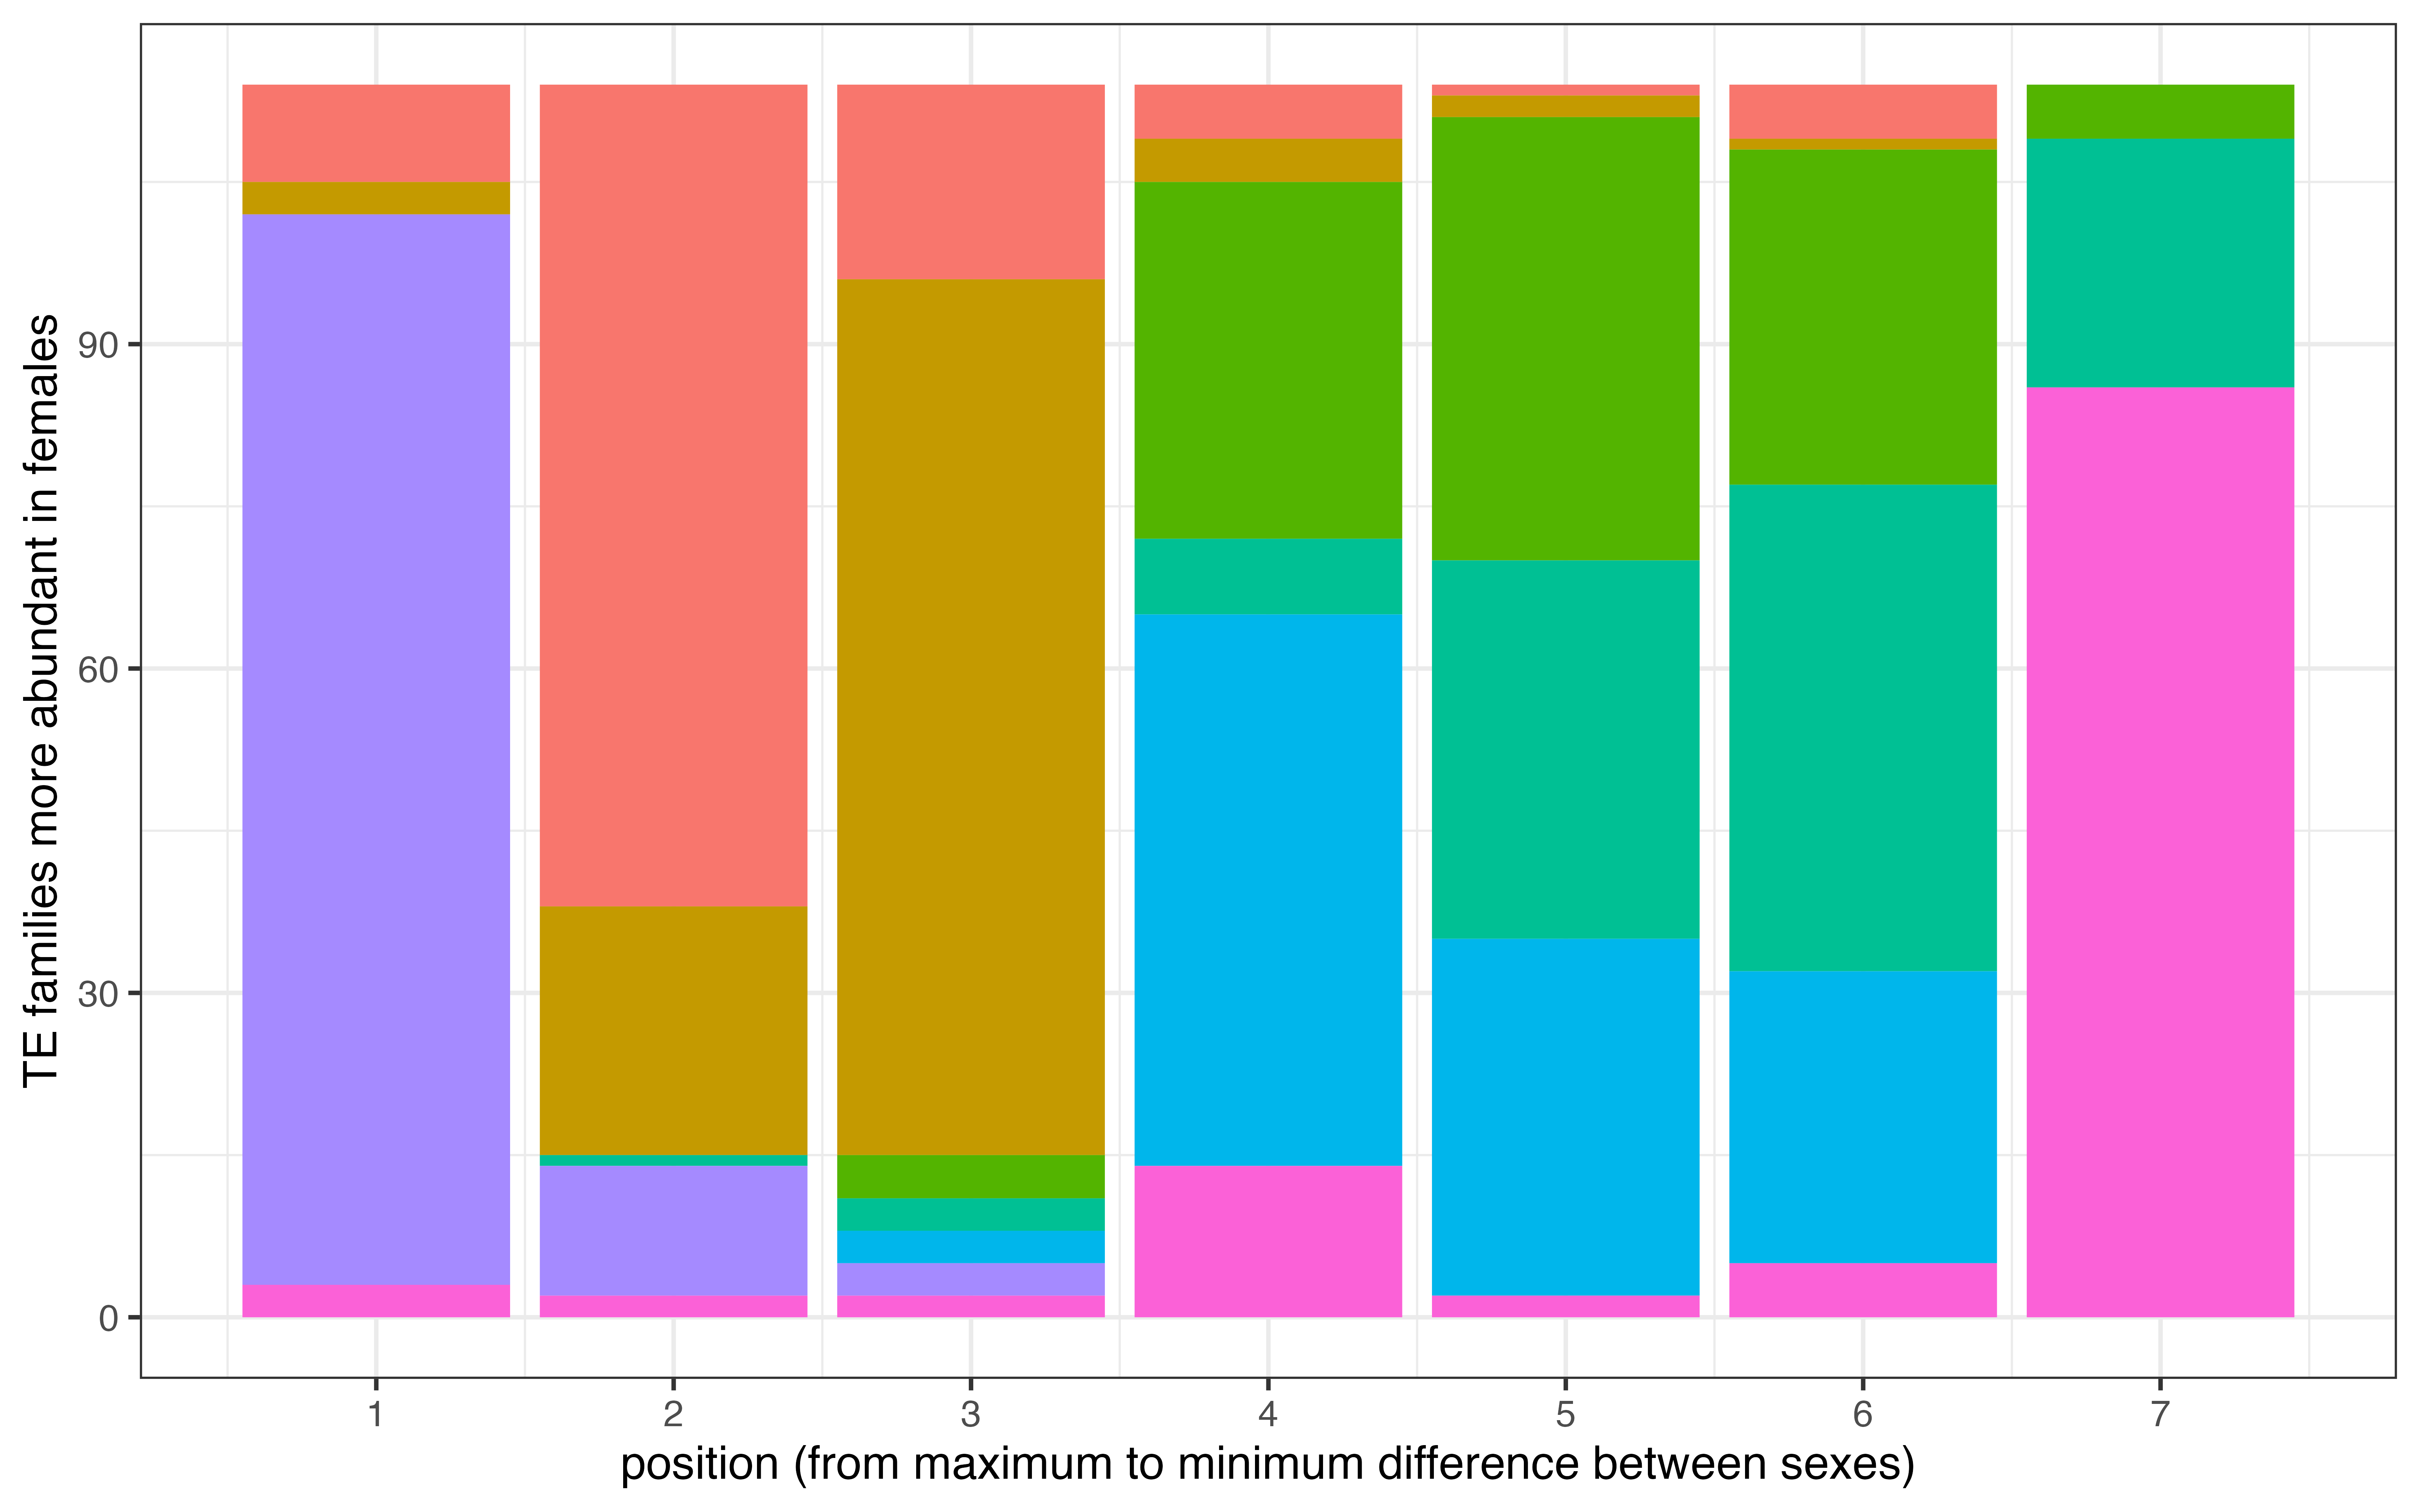 TE families more abundant in females
90
60
30
0
1 2 3 4 5 6 7
position (from maximum to minimum difference between sexes)